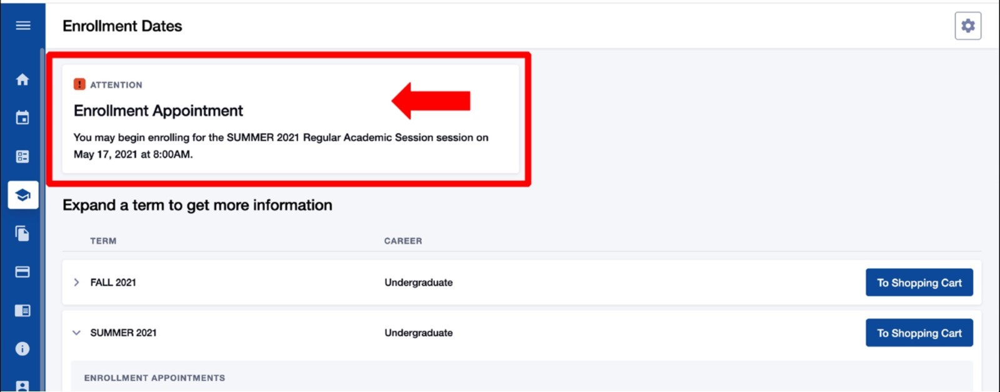 Enrollment Dates
! ATTENTION
Enrollment Appointment
You may begin enrolling for the SUMMER 2021 Regular Academic Session session on
May 17, 2021 at 8:00AM.
Expand a term to get more information
TERM CAREER
FALL 2021 Undergraduate To Shopping Cart
SUMMER 2021 Undergraduate To Shopping Cart
ENROLLMENT APPOINTMENTS